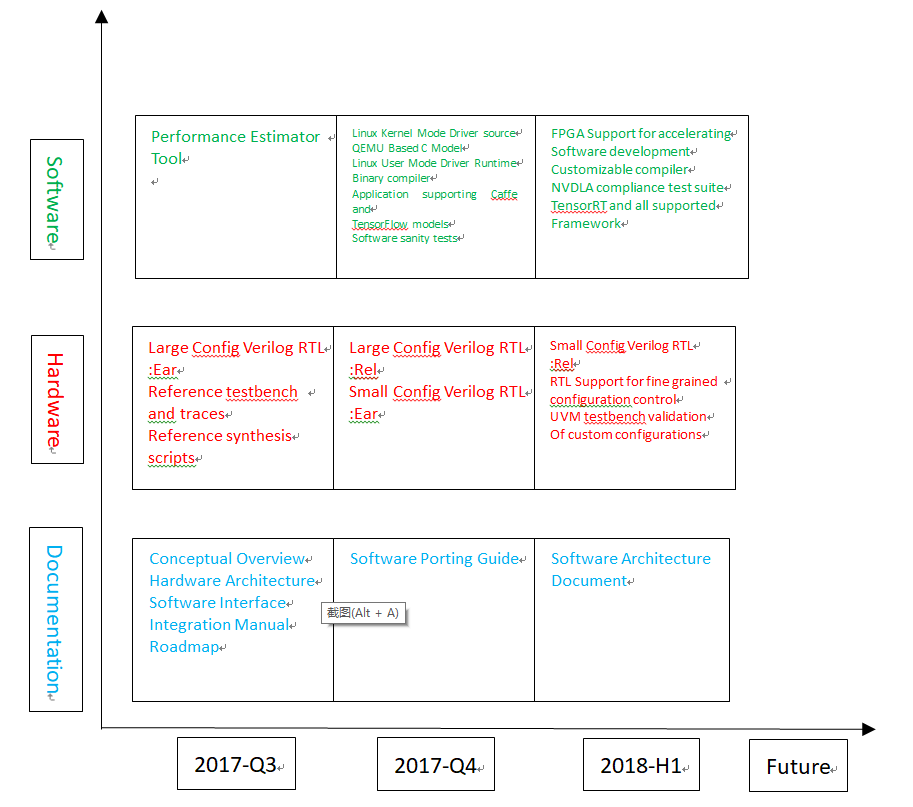 Software
Performance Estimator
Tool
Linux Kernel Mode Driver source
QEMU Based C Model
Linux User Mode Driver Runtime
Binary compiler
Application supporting Caffe
and
TensorFlow models
Software sanity tests
FPGA Support for accelerating
Software development
Customizable compiler
NVDLA compliance test suite
TensorRT and all supported
Framework
Hardware
Large Config Verilog RTL
:Ear
Reference testbench
and traces
Reference synthesis
scripts
Large Config Verilog RTL
:Rel
Small Config Verilog RTL
:Ear
Small Config Verilog RTL
:Rel
RTL Support for fine grained
configuration control
UVM testbench validation
Of custom configurations
Documentation
Conceptual Overview
Hardware Architecture
Software Interface
Integration Manual
Roadmap
Software Porting Guide
Software Architecture
Document
截图(Alt + A)
2017-Q3
2017-Q4
2018-H1
Future